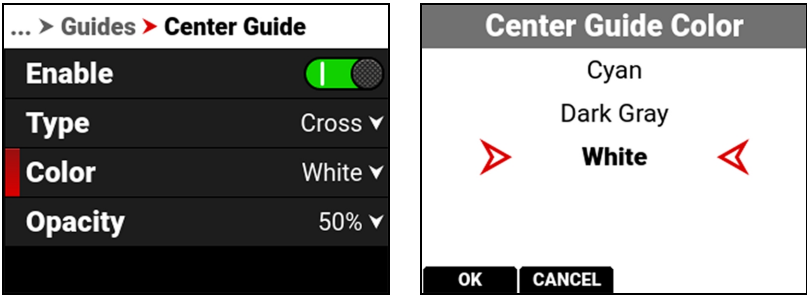 ... > Guides > Center Guide
Enable
Type Cross
Color White
Opacity 50%
Center Guide Color
Cyan
Dark Gray
White
OK CANCEL